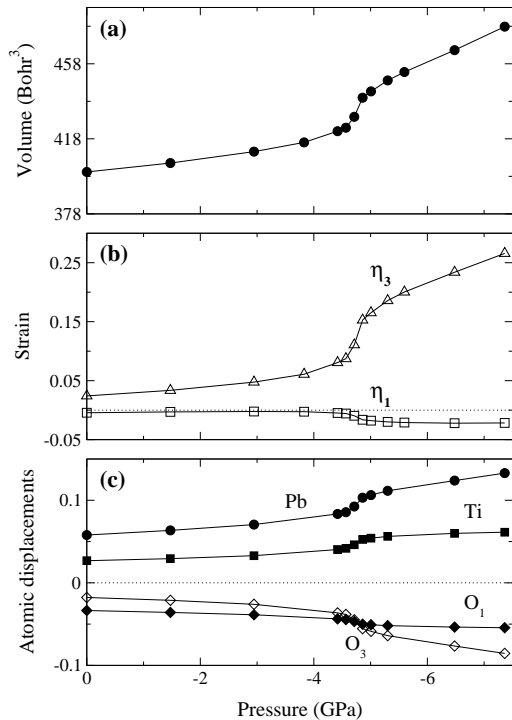 (a)
Volume (Bohr³)
458
418
378
(b)
Strain
0.25
0.15
0.05
-0.05
η₃
η₁
(c)
Atomic displacements
0.1
0
-0.1
Pb
Ti
O₁
O₃
0 -2 -4 -6
Pressure (GPa)